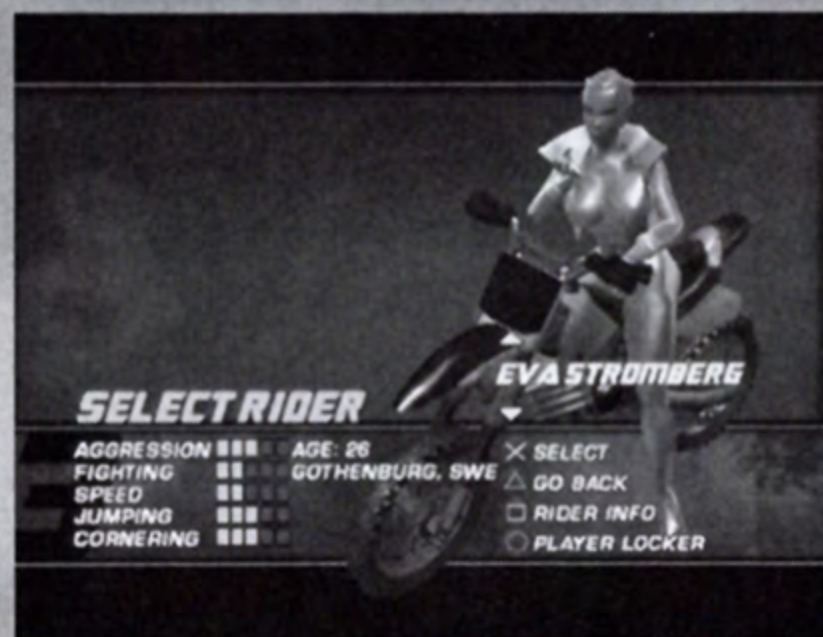 EVA STROMBERG
SELECT RIDER
AGGRESSION
FIGHTING
SPEED
JUMPING
CORNERING
AGE: 26
GOTHENBURG, SWE
SELECT
GO BACK
RIDER INFO
PLAYER LOCKER